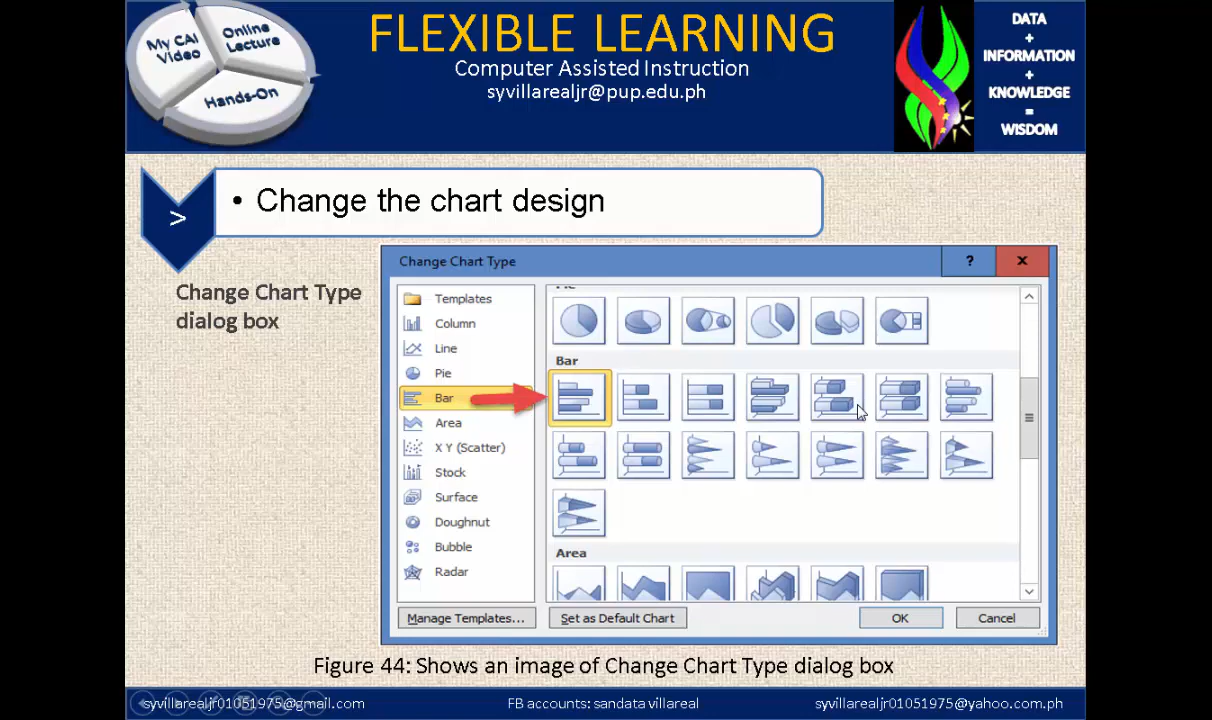 My CAI
Video
Online
Lecture
Hands-On
FLEXIBLE LEARNING
Computer Assisted Instruction
syvillarealjr@pup.edu.ph
DATA
+
INFORMATION
+
KNOWLEDGE
=
WISDOM
>
• Change the chart design
Change Chart Type
dialog box
Change Chart Type
?
Templates
Column
Line
Pie
Bar
Area
X Y (Scatter)
Stock
Surface
Doughnut
Bubble
Radar
Pie
Bar
Area
Manage Templates...
Set as Default Chart
OK
Cancel
Figure 44: Shows an image of Change Chart Type dialog box
syvillarealjr01051975@gmail.com
FB accounts: sandata villareal
syvillarealjr01051975@yahoo.com.ph